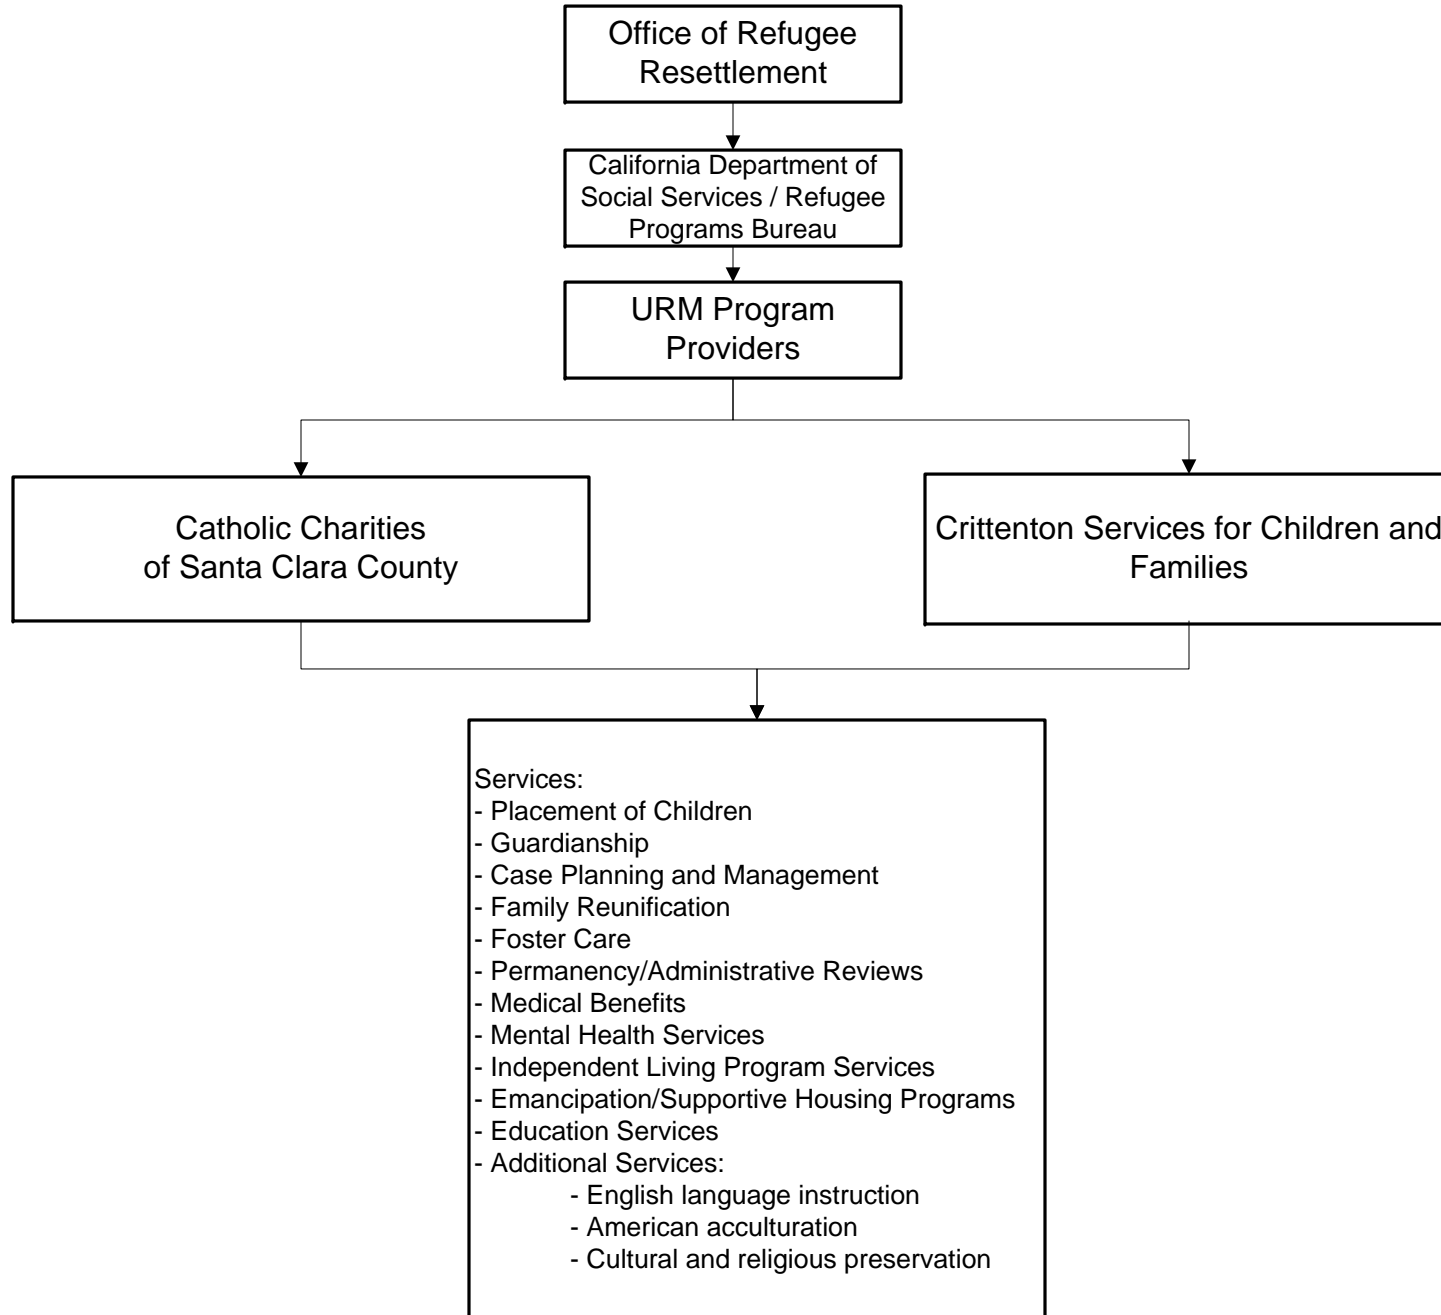 Office of Refugee
Resettlement
California Department of
Social Services / Refugee
Programs Bureau
URM Program
Providers
Catholic Charities
of Santa Clara County
Crittenton Services for Children and
Families
Services:
- Placement of Children
- Guardianship
- Case Planning and Management
- Family Reunification
- Foster Care
- Permanency/Administrative Reviews
- Medical Benefits
- Mental Health Services
- Independent Living Program Services
- Emancipation/Supportive Housing Programs
- Education Services
- Additional Services:
- English language instruction
- American acculturation
- Cultural and religious preservation